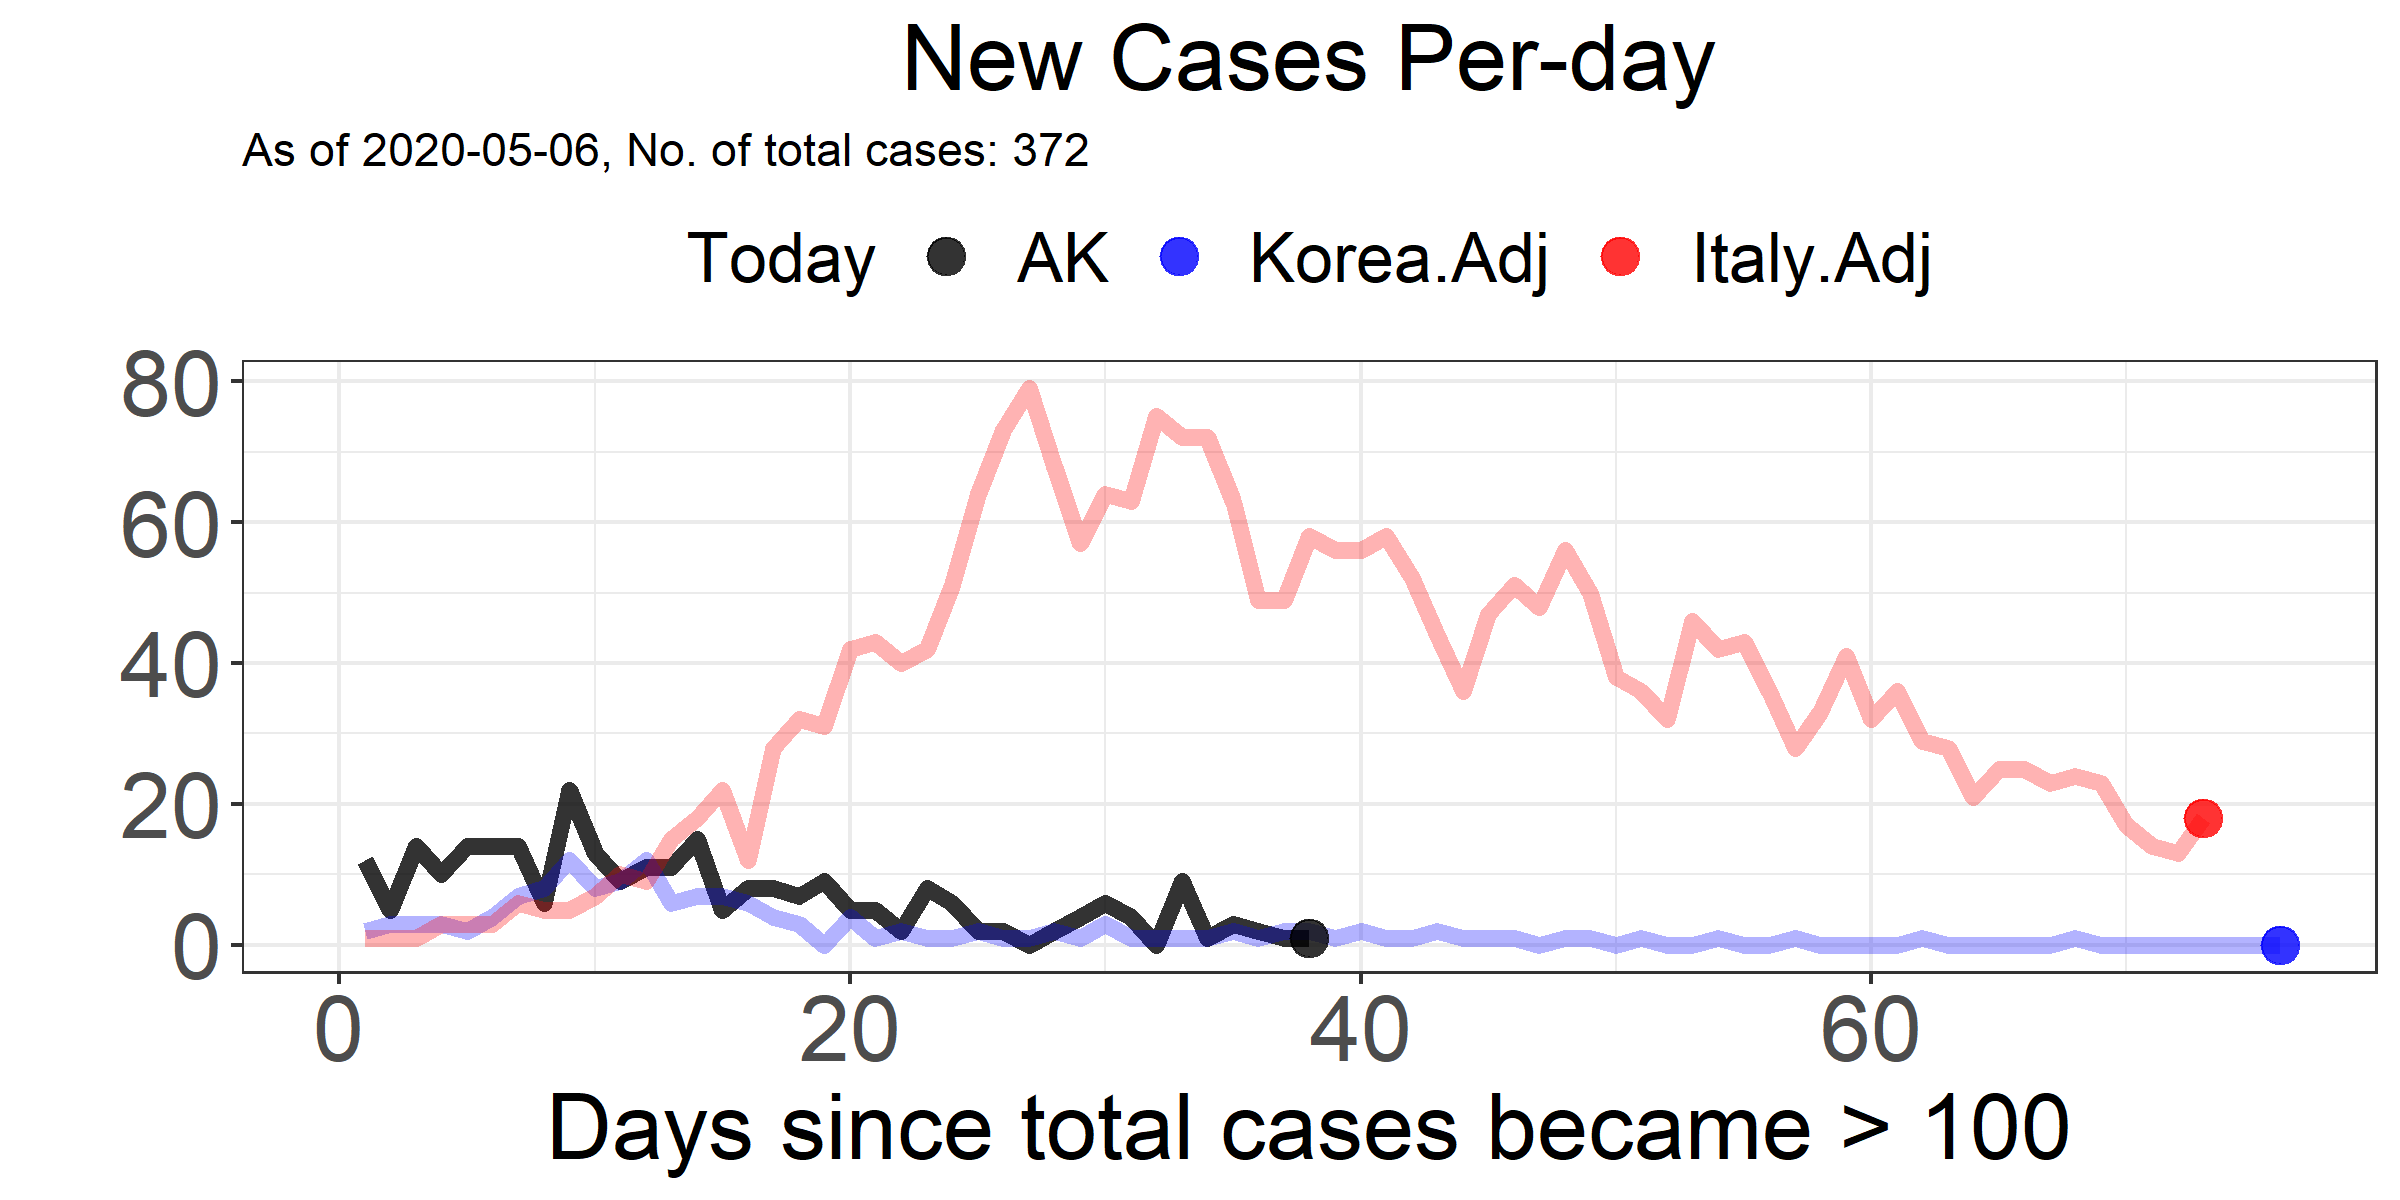 New Cases Per-day
As of 2020-05-06, No. of total cases: 372
Today AK Korea.Adj Italy.Adj
80
60
40
20
0
0 20 40 60
Days since total cases became > 100